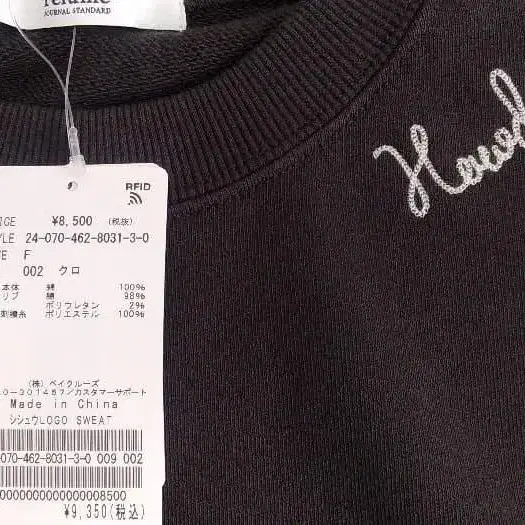 relume
JOURNAL STANDARD
Hawa
RFID
ICE ¥8,500 (税抜)
YLE 24-070-462-8031-3-0
E F
002 クロ
本体 綿 100%
リブ 綿 98%
ポリウレタン 2%
刺繍糸 ポリエステル 100%
(株)ベイクルーズ
0-301457/カスタマーサポート
Made in China
シシュウLOGO SWEAT
-070-462-8031-3-0 009 002
0000000000000000008500
¥9,350(税込)